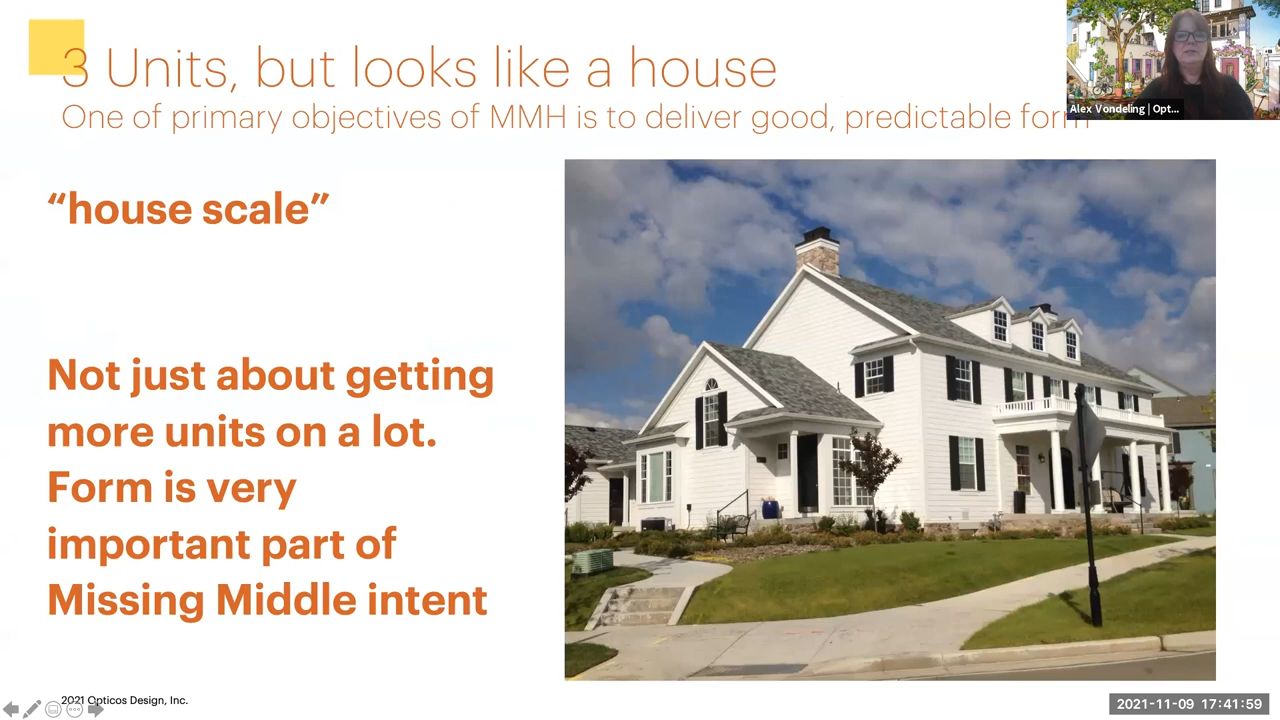 3 Units, but looks like a house
One of primary objectives of MMH is to deliver good, predictable form
Alex Vondeling | Opt...
“house scale”
Not just about getting
more units on a lot.
Form is very
important part of
Missing Middle intent
2021 Opticos Design, Inc.
2021-11-09 17:41:59